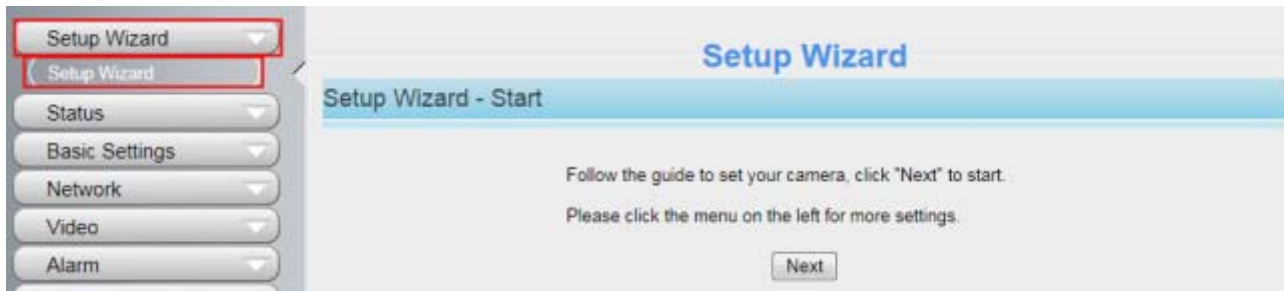 Setup Wizard
Setup Wizard
Status
Basic Settings
Network
Video
Alarm
Setup Wizard
Setup Wizard - Start
Follow the guide to set your camera, click "Next" to start.
Please click the menu on the left for more settings.
Next